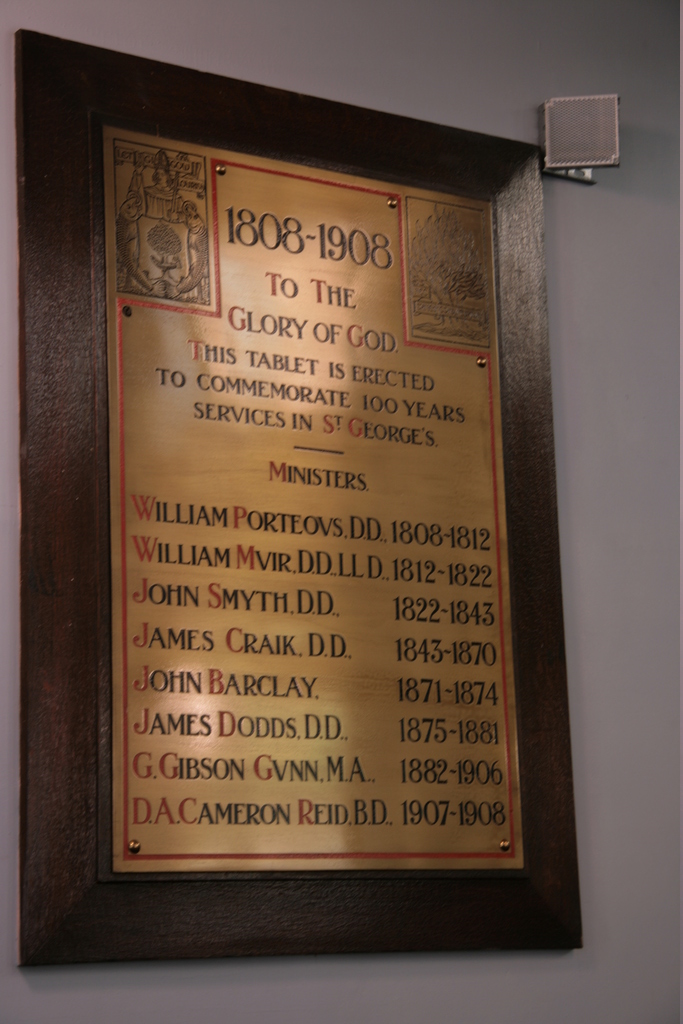 1808-1908
TO THE
GLORY OF GOD.
THIS TABLET IS ERECTED
TO COMMEMORATE 100 YEARS
SERVICES IN ST GEORGE'S.
MINISTERS.
WILLIAM PORTEOVS, D.D., 1808-1812
WILLIAM MVIR, D.D. LL D., 1812-1822
JOHN SMYTH, D.D., 1822-1843
JAMES CRAIK, D.D., 1843-1870
JOHN BARCLAY, 1871-1874
JAMES DODDS, D.D., 1875-1881
G. GIBSON GVNN, M.A., 1882-1906
D.A. CAMERON REID, B.D., 1907-1908